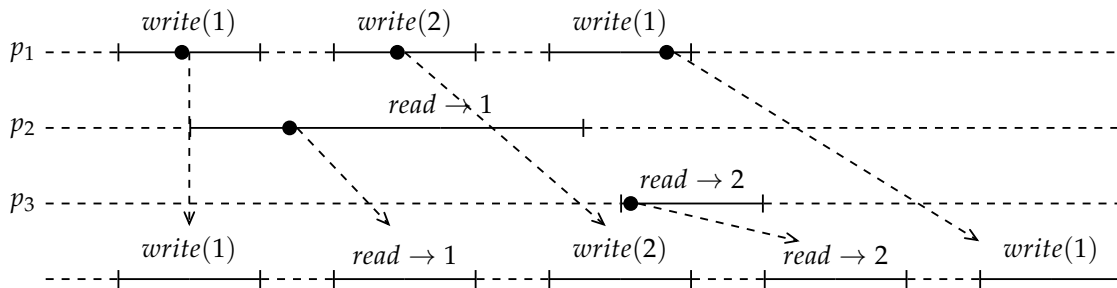 write(1) write(2) write(1)
p₁
read → 1
p₂
read → 2
p₃
write(1) read → 1 write(2) read → 2 write(1)